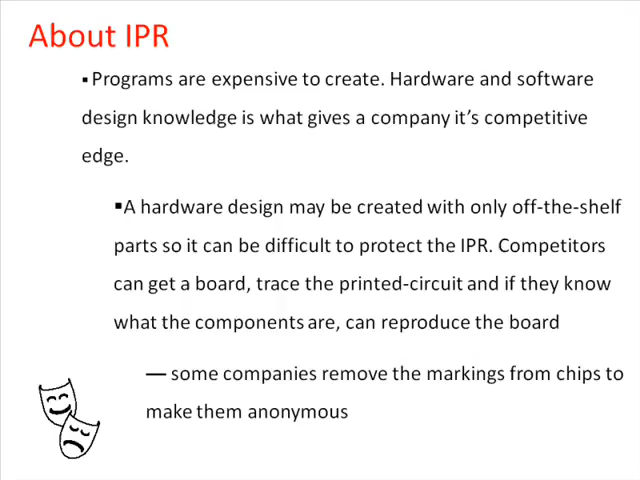 About IPR
▪Programs are expensive to create. Hardware and software
design knowledge is what gives a company it's competitive
edge.
▪A hardware design may be created with only off-the-shelf
parts so it can be difficult to protect the IPR. Competitors
can get a board, trace the printed-circuit and if they know
what the components are, can reproduce the board
— some companies remove the markings from chips to
make them anonymous